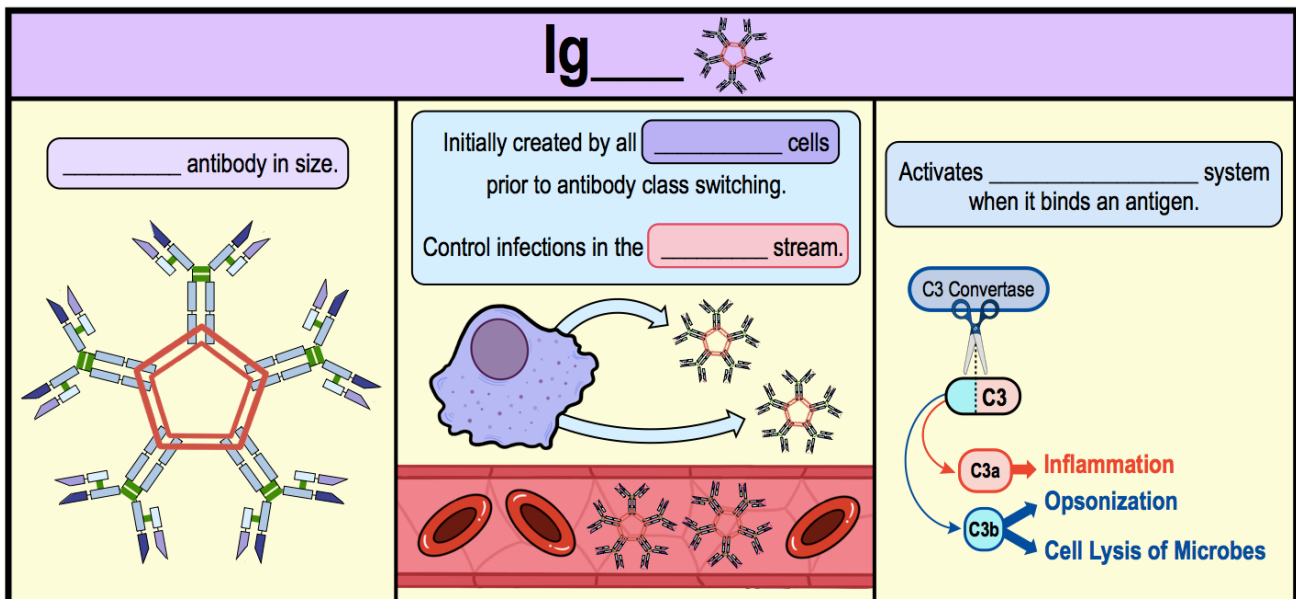 Ig____
__________ antibody in size.
Initially created by all ___________ cells
prior to antibody class switching.
Control infections in the _________ stream.
Activates __________________ system
when it binds an antigen.
C3 Convertase
C3
C3a
Inflammation
Opsonization
C3b
Cell Lysis of Microbes